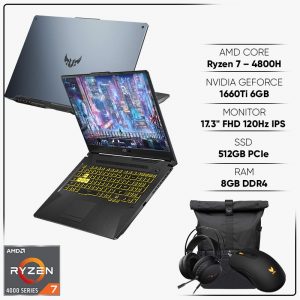 AMD CORE
Ryzen 7 – 4800H
NVIDIA GEFORCE
1660Ti 6GB
MONITOR
17.3" FHD 120Hz IPS
SSD
512GB PCIe
RAM
8GB DDR4
AMD
RYZEN
4000 SERIES 7